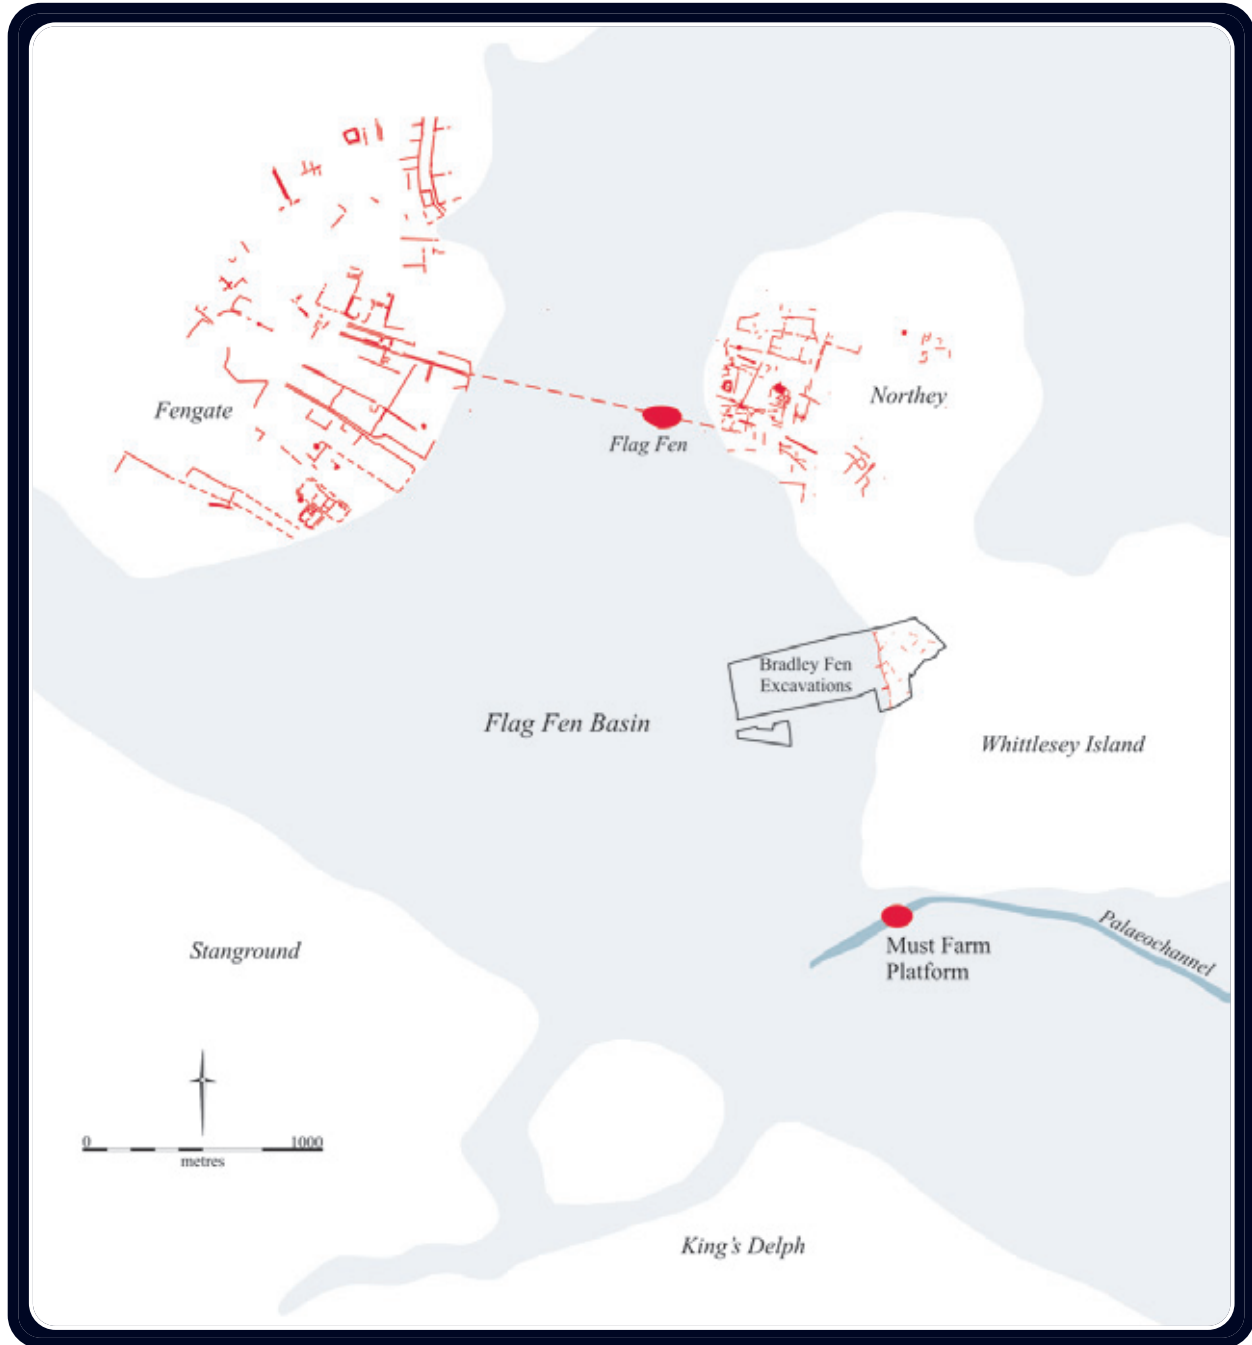 Fengate
Northey
Flag Fen
Bradley Fen
Excavations
Flag Fen Basin
Whittlesey Island
Palaeochannel
Must Farm
Platform
Stanground
0 1000
metres
King's Delph